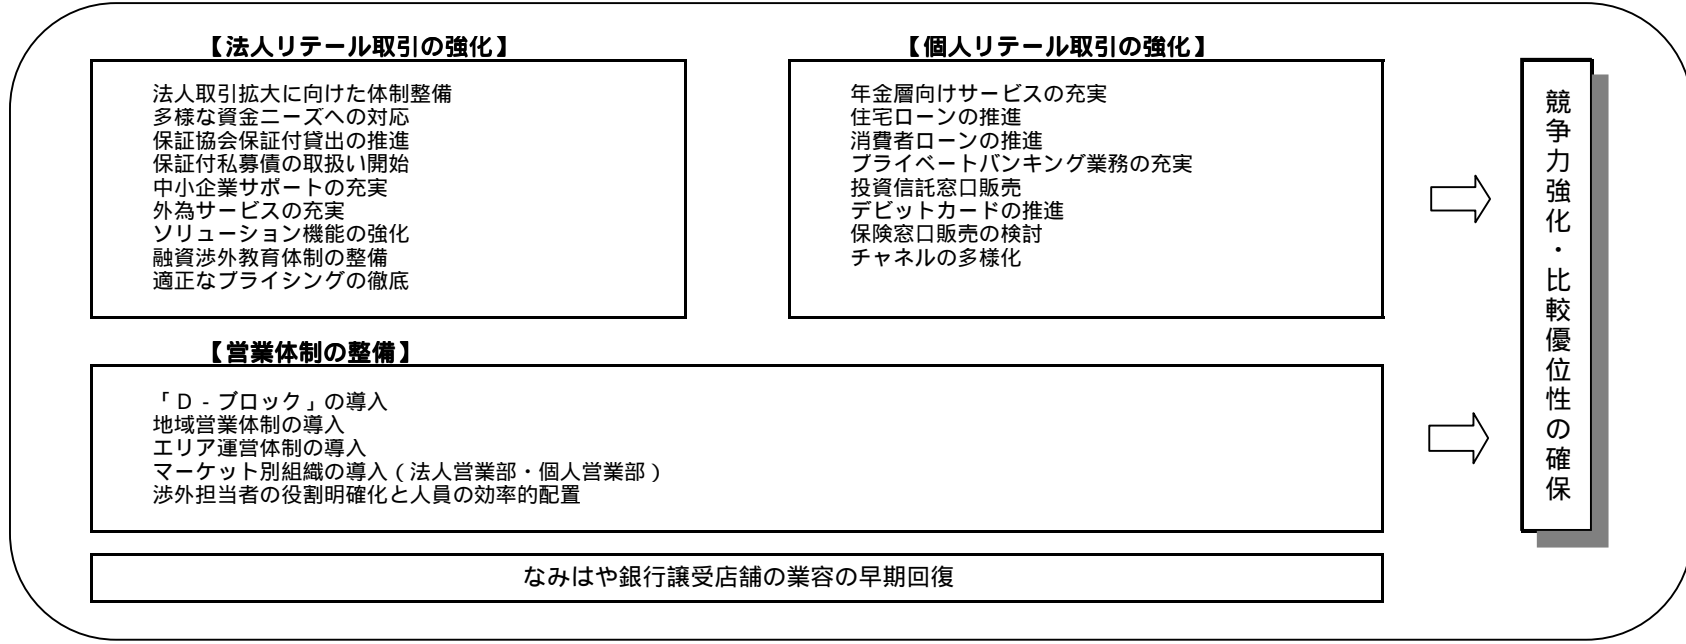 【法人リテール取引の強化】
法人取引拡大に向けた体制整備
多様な資金ニーズへの対応
保証協会保証付貸出の推進
保証付私募債の取扱い開始
中小企業サポートの充実
外為サービスの充実
ソリューション機能の強化
融資渉外教育体制の整備
適正なプライシングの徹底
【個人リテール取引の強化】
年金層向けサービスの充実
住宅ローンの推進
消費者ローンの推進
プライベートバンキング業務の充実
投資信託窓口販売
デビットカードの推進
保険窓口販売の検討
チャネルの多様化
【営業体制の整備】
「D-ブロック」の導入
地域営業体制の導入
エリア運営体制の導入
マーケット別組織の導入(法人営業部・個人営業部)
渉外担当者の役割明確化と人員の効率的配置
なみはや銀行譲受店舗の業容の早期回復
競争力強化・比較優位性の確保